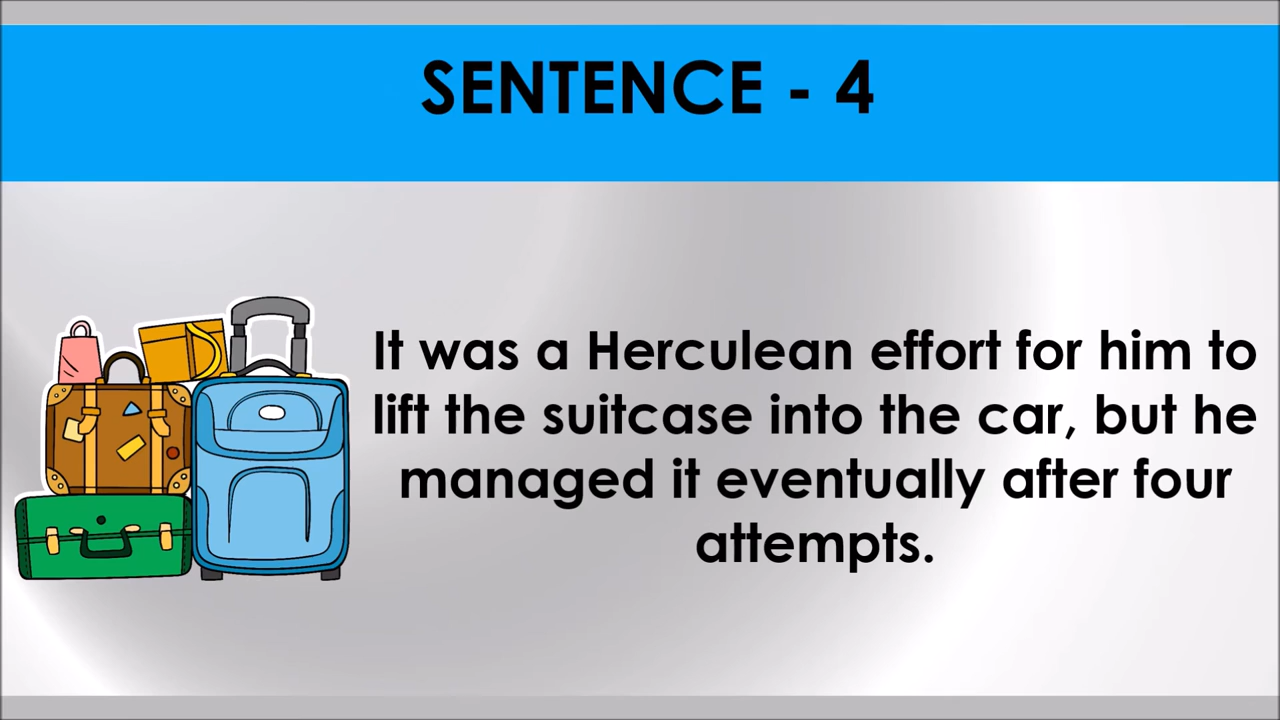 SENTENCE - 4
It was a Herculean effort for him to
lift the suitcase into the car, but he
managed it eventually after four
attempts.